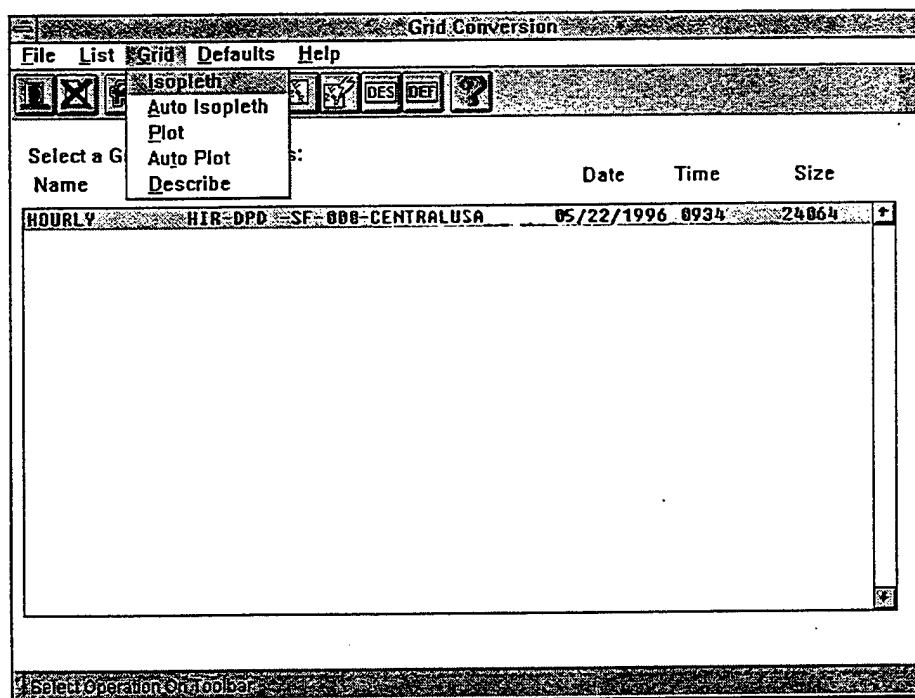 Grid Conversion
File List Grid Defaults Help
Isopleth
Auto Isopleth
Plot
Auto Plot
Describe
DES DEF ?
Select a G s:
Name Date Time Size
HOURLY HIR-DPD SF-000-CENTRALUSA 05/22/1996 0934 24064
Select Operation On Toolbar